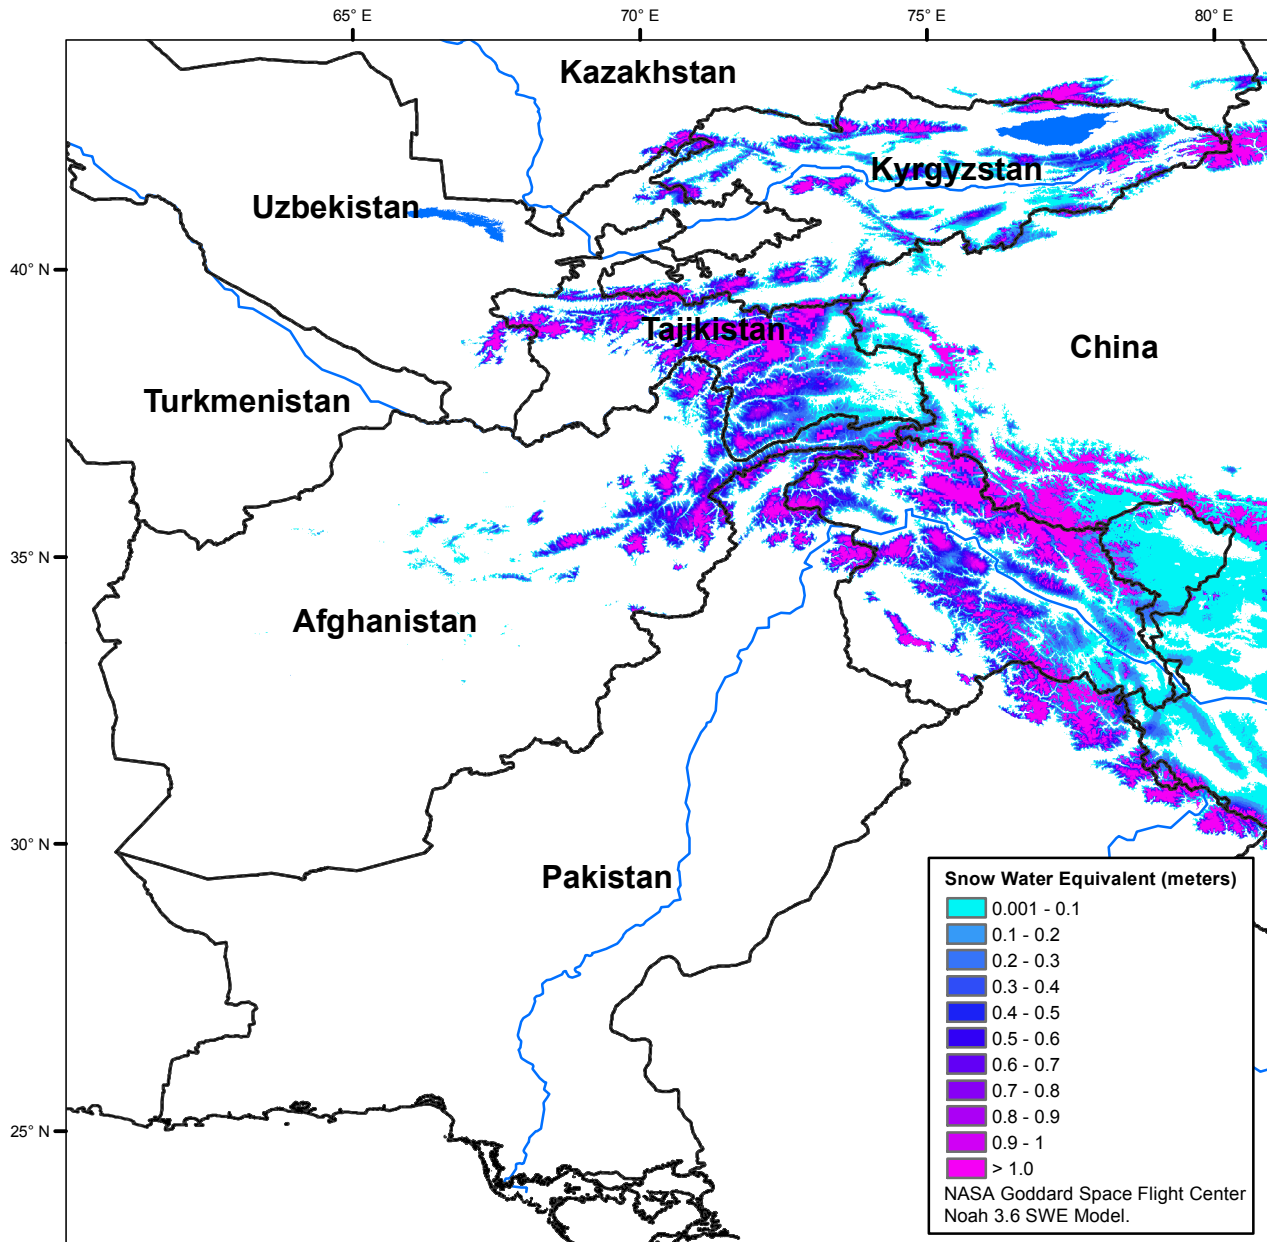 65° E
70° E
75° E
80° E
Kazakhstan
Kyrgyzstan
Uzbekistan
40° N
Tajikistan
China
Turkmenistan
35° N
Afghanistan
30° N
Pakistan
25° N
Snow Water Equivalent (meters)
0.001 - 0.1
0.1 - 0.2
0.2 - 0.3
0.3 - 0.4
0.4 - 0.5
0.5 - 0.6
0.6 - 0.7
0.7 - 0.8
0.8 - 0.9
0.9 - 1
> 1.0
NASA Goddard Space Flight Center
Noah 3.6 SWE Model.